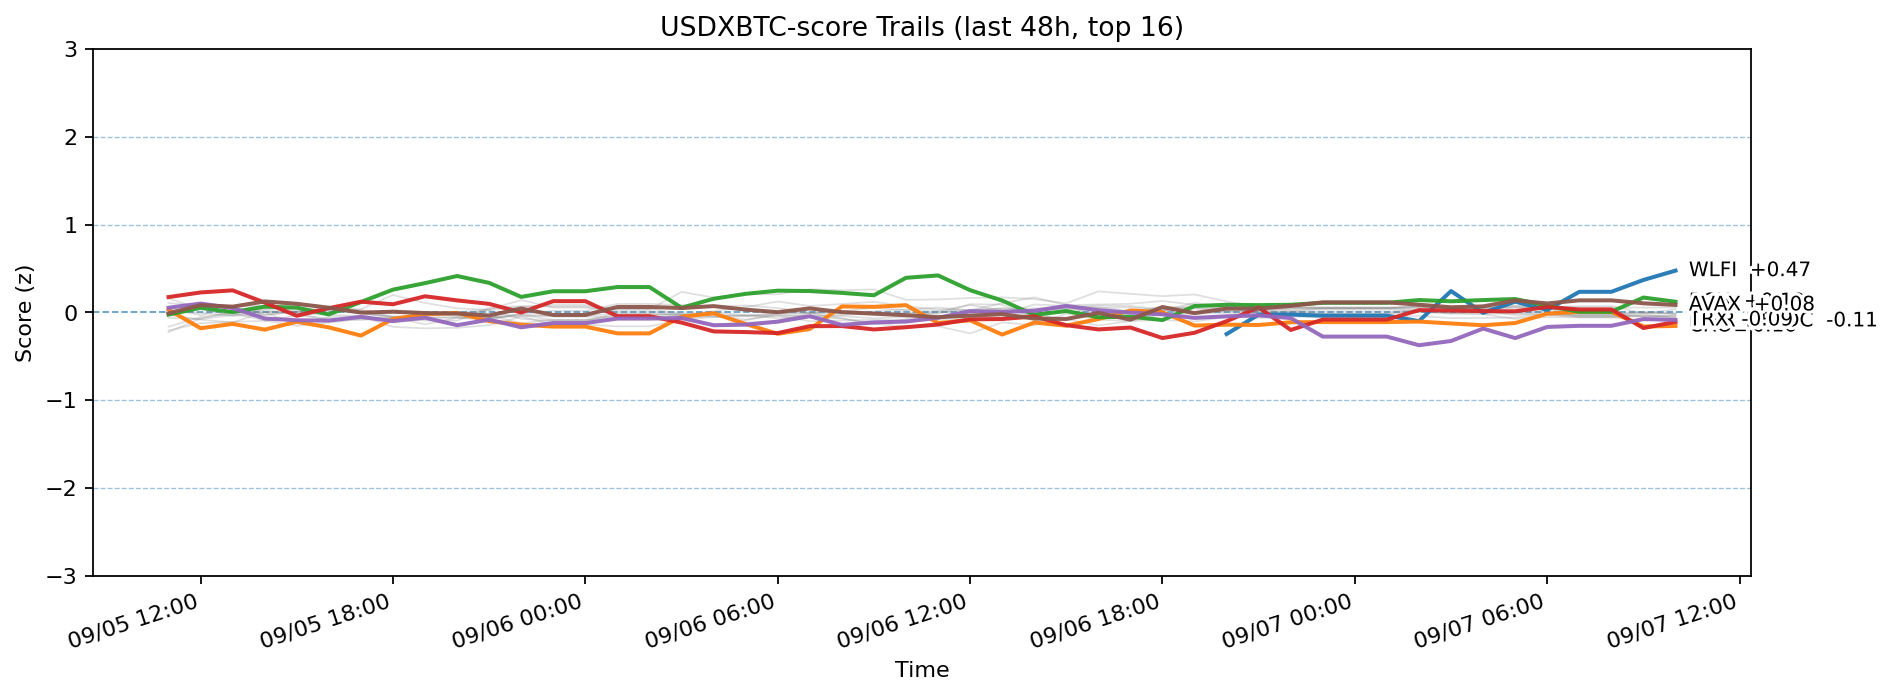 USDXBTC-score Trails (last 48h, top 16)
Score (z)
3
2
1
0
−1
−2
−3
WLFI +0.47
AVAX +0.08
TRX -0.09
-0.11
09/05 12:00
09/05 18:00
09/06 00:00
09/06 06:00
09/06 12:00
09/06 18:00
09/07 00:00
09/07 06:00
09/07 12:00
Time